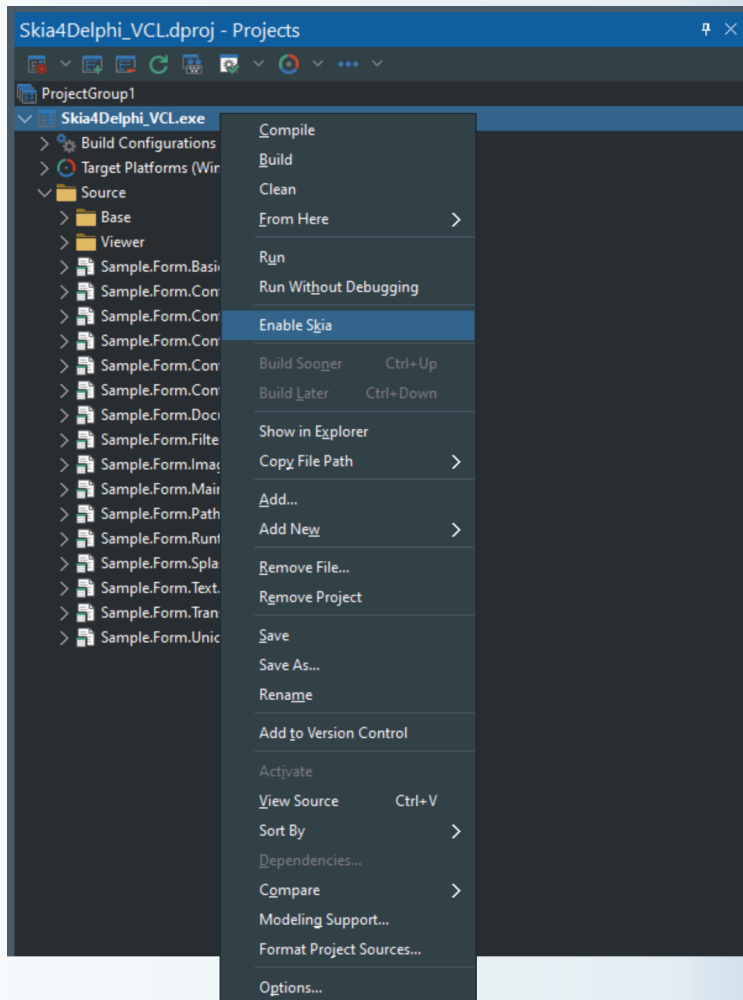 Skia4Delphi_VCL.dproj - Projects
ProjectGroup1
Skia4Delphi_VCL.exe
Build Configurations
Target Platforms (Win
Source
Base
Viewer
Sample.Form.Basi
Sample.Form.Con
Sample.Form.Con
Sample.Form.Con
Sample.Form.Con
Sample.Form.Con
Sample.Form.Docu
Sample.Form.Filte
Sample.Form.Imag
Sample.Form.Main
Sample.Form.Path
Sample.Form.Runt
Sample.Form.Spla
Sample.Form.Text.
Sample.Form.Tran
Sample.Form.Unic
Compile
Build
Clean
From Here
Run
Run Without Debugging
Enable Skia
Build Sooner Ctrl+Up
Build Later Ctrl+Down
Show in Explorer
Copy File Path
Add...
Add New
Remove File...
Remove Project
Save
Save As...
Rename
Add to Version Control
Activate
View Source Ctrl+V
Sort By
Dependencies...
Compare
Modeling Support...
Format Project Sources...
Options...